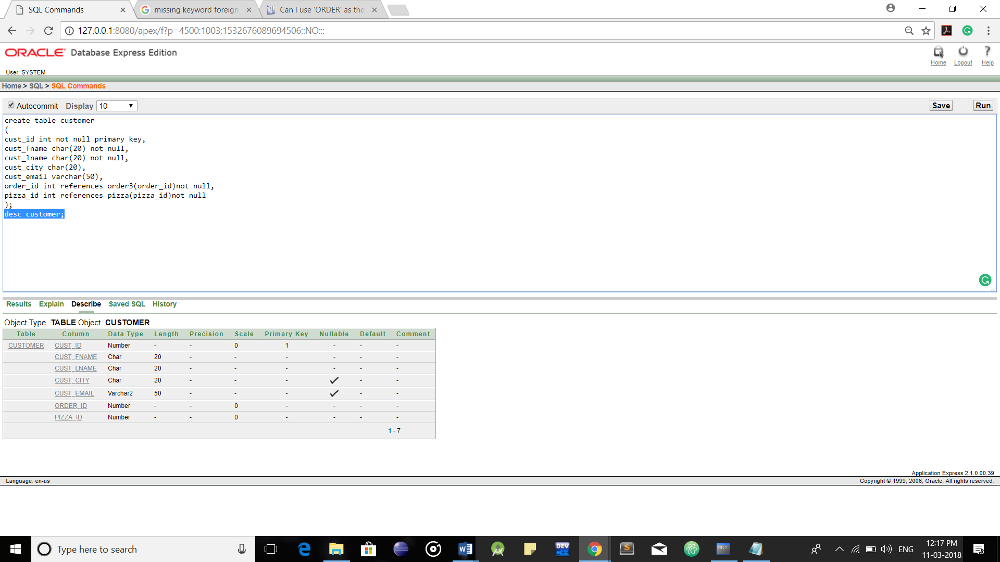 SQL Commands
missing keyword foreign
Can I use 'ORDER' as the
127.0.0.1:8080/apex/f?p=4500:1003:1532676089694506::NO:::
ORACLE Database Express Edition
Home Logout Help
User: SYSTEM
Home > SQL > SQL Commands
Autocommit Display 10 Save Run
create table customer
(
cust_id int not null primary key,
cust_fname char(20) not null,
cust_lname char(20) not null,
cust_city char(20),
cust_email varchar(50),
order_id int references order3(order_id)not null,
pizza_id int references pizza(pizza_id)not null
);
desc customer;
Results Explain Describe Saved SQL History
Object Type TABLE Object CUSTOMER
Table Column Data Type Length Precision Scale Primary Key Nullable Default Comment
CUSTOMER CUST_ID Number - - 0 1 - - -
CUST_FNAME Char 20 - - - - - -
CUST_LNAME Char 20 - - - - - -
CUST_CITY Char 20 - - - ✓ - -
CUST_EMAIL Varchar2 50 - - - ✓ - -
ORDER_ID Number - - 0 - - - -
PIZZA_ID Number - - 0 - - - -
1 - 7
Application Express 2.1.0.00.39
Language: en-us Copyright © 1999, 2006, Oracle. All rights reserved.
Type here to search
DEV C++
SQL>
ENG
12:17 PM
11-03-2018